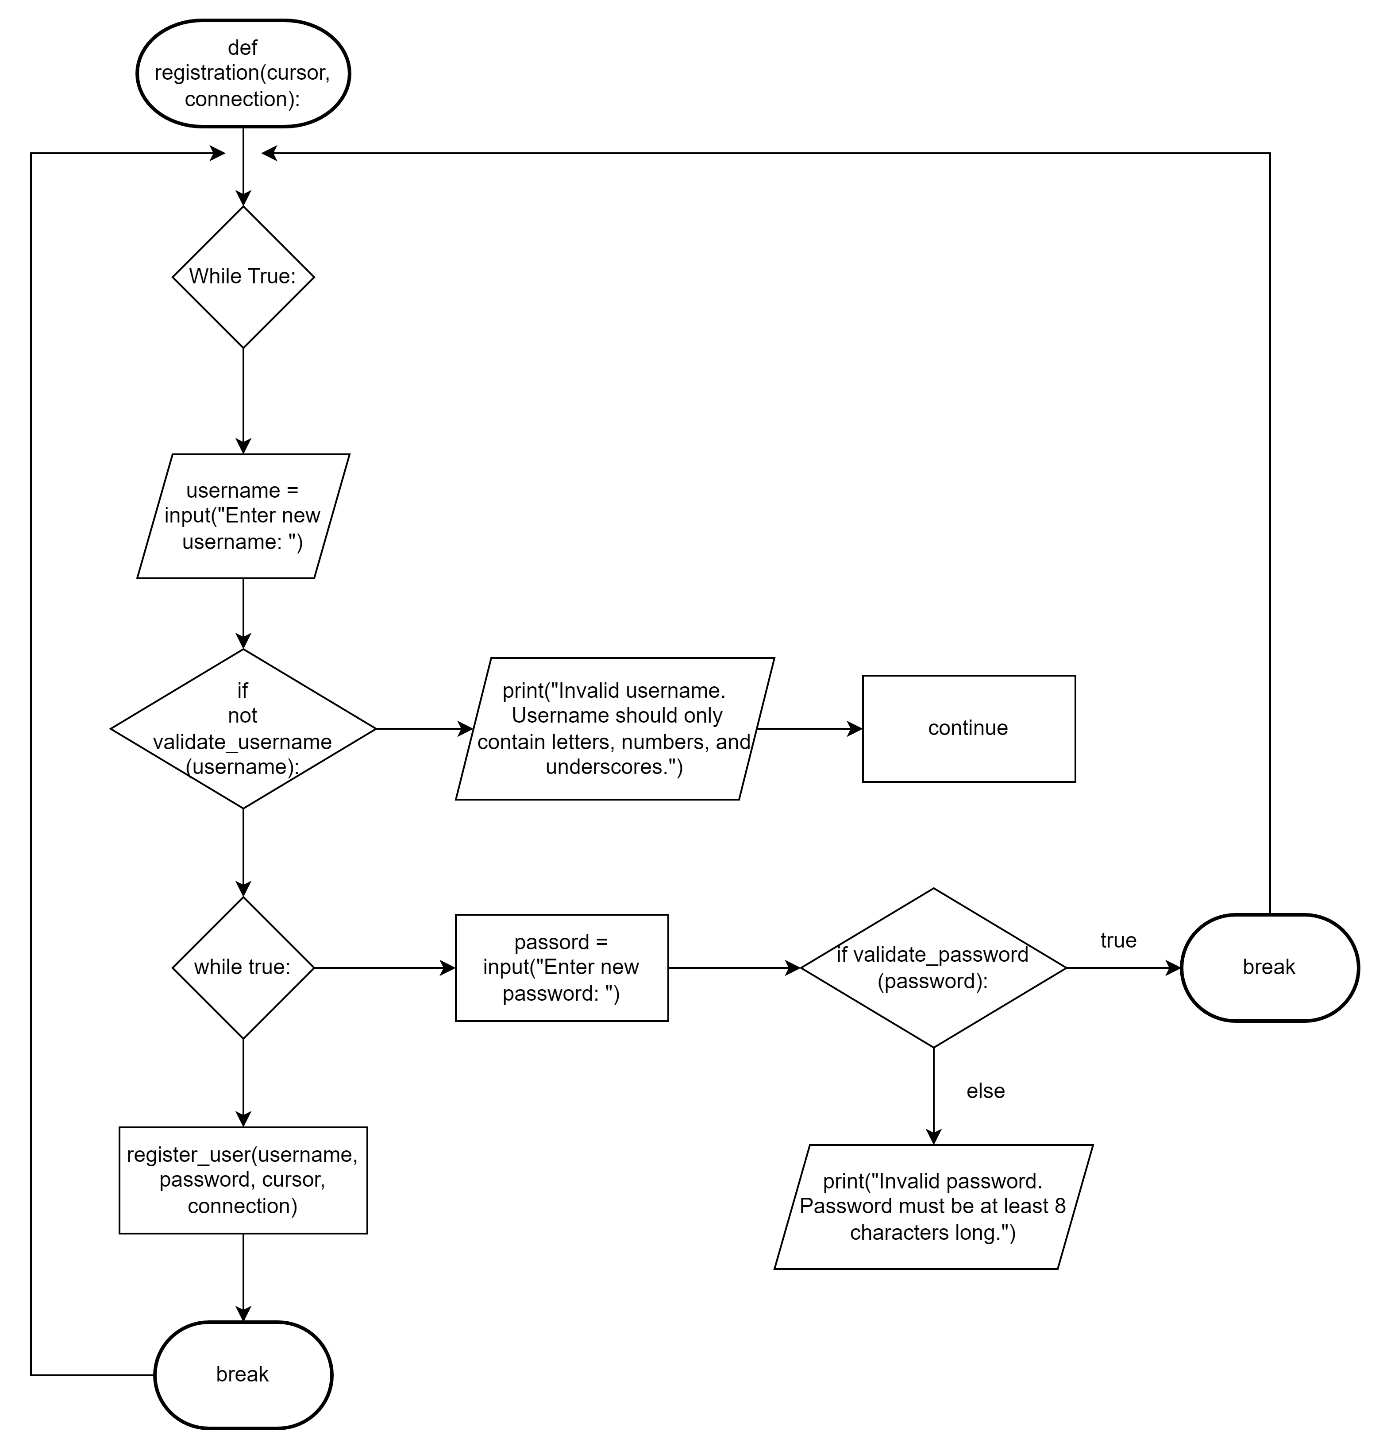 def
registration(cursor,
connection):
While True:
username =
input("Enter new
username: ")
if
not
validate_username
(username):
print("Invalid username.
Username should only
contain letters, numbers, and
underscores.")
continue
while true:
passord =
input("Enter new
password: ")
if validate_password
(password):
true
break
else
print("Invalid password.
Password must be at least 8
characters long.")
register_user(username,
password, cursor,
connection)
break